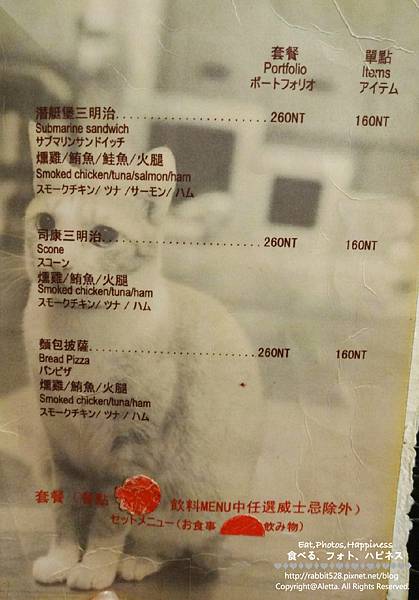 套餐 單點
Portfolio Items
ポートフォリオ アイテム
潛艇堡三明治........................260NT 160NT
Submarine sandwich
サブマリンサンドイッチ
燻雞/鮪魚/鮭魚/火腿
Smoked chicken/tuna/salmon/ham
スモークチキン/ ツナ /サーモン/ ハム
司康三明治........................260NT 160NT
Scone
スコーン
燻雞/鮪魚/火腿
Smoked chicken/tuna/ham
スモークチキン/ ツナ / ハム
麵包披薩........................260NT 160NT
Bread Pizza
パンピザ
燻雞/鮪魚/火腿
Smoked chicken/tuna/ham
スモークチキン/ ツナ / ハム
套餐（餐點 飲料MENU中任選威士忌除外）
セットメニュー(お食事 飲み物)
Eat,Photos,Happiness
食べる、フォト、ハピネス
http://rabbit528.pixnet.net/blog
Copyright@Aletta. All Rights Reserved.